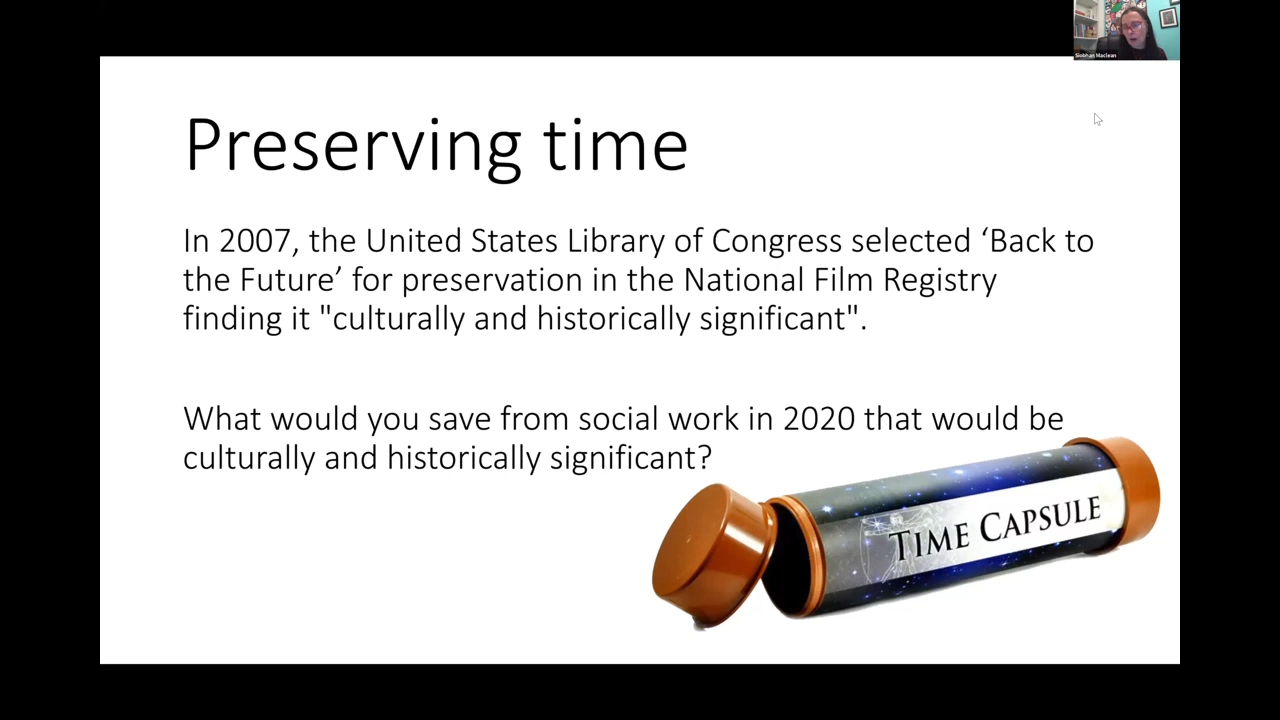 Siobhan Maclean
Preserving time
In 2007, the United States Library of Congress selected ‘Back to
the Future’ for preservation in the National Film Registry
finding it "culturally and historically significant".
What would you save from social work in 2020 that would be
culturally and historically significant?
TIME CAPSULE